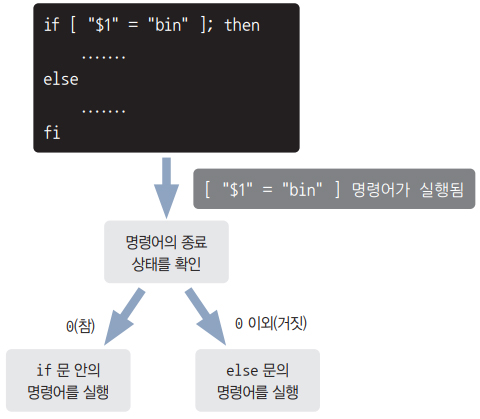 if [ "$1" = "bin" ]; then
.......
else
.......
fi
[ "$1" = "bin" ] 명령어가 실행됨
명령어의 종료
상태를 확인
0(참)
0 이외(거짓)
if 문 안의
명령어를 실행
else 문의
명령어를 실행